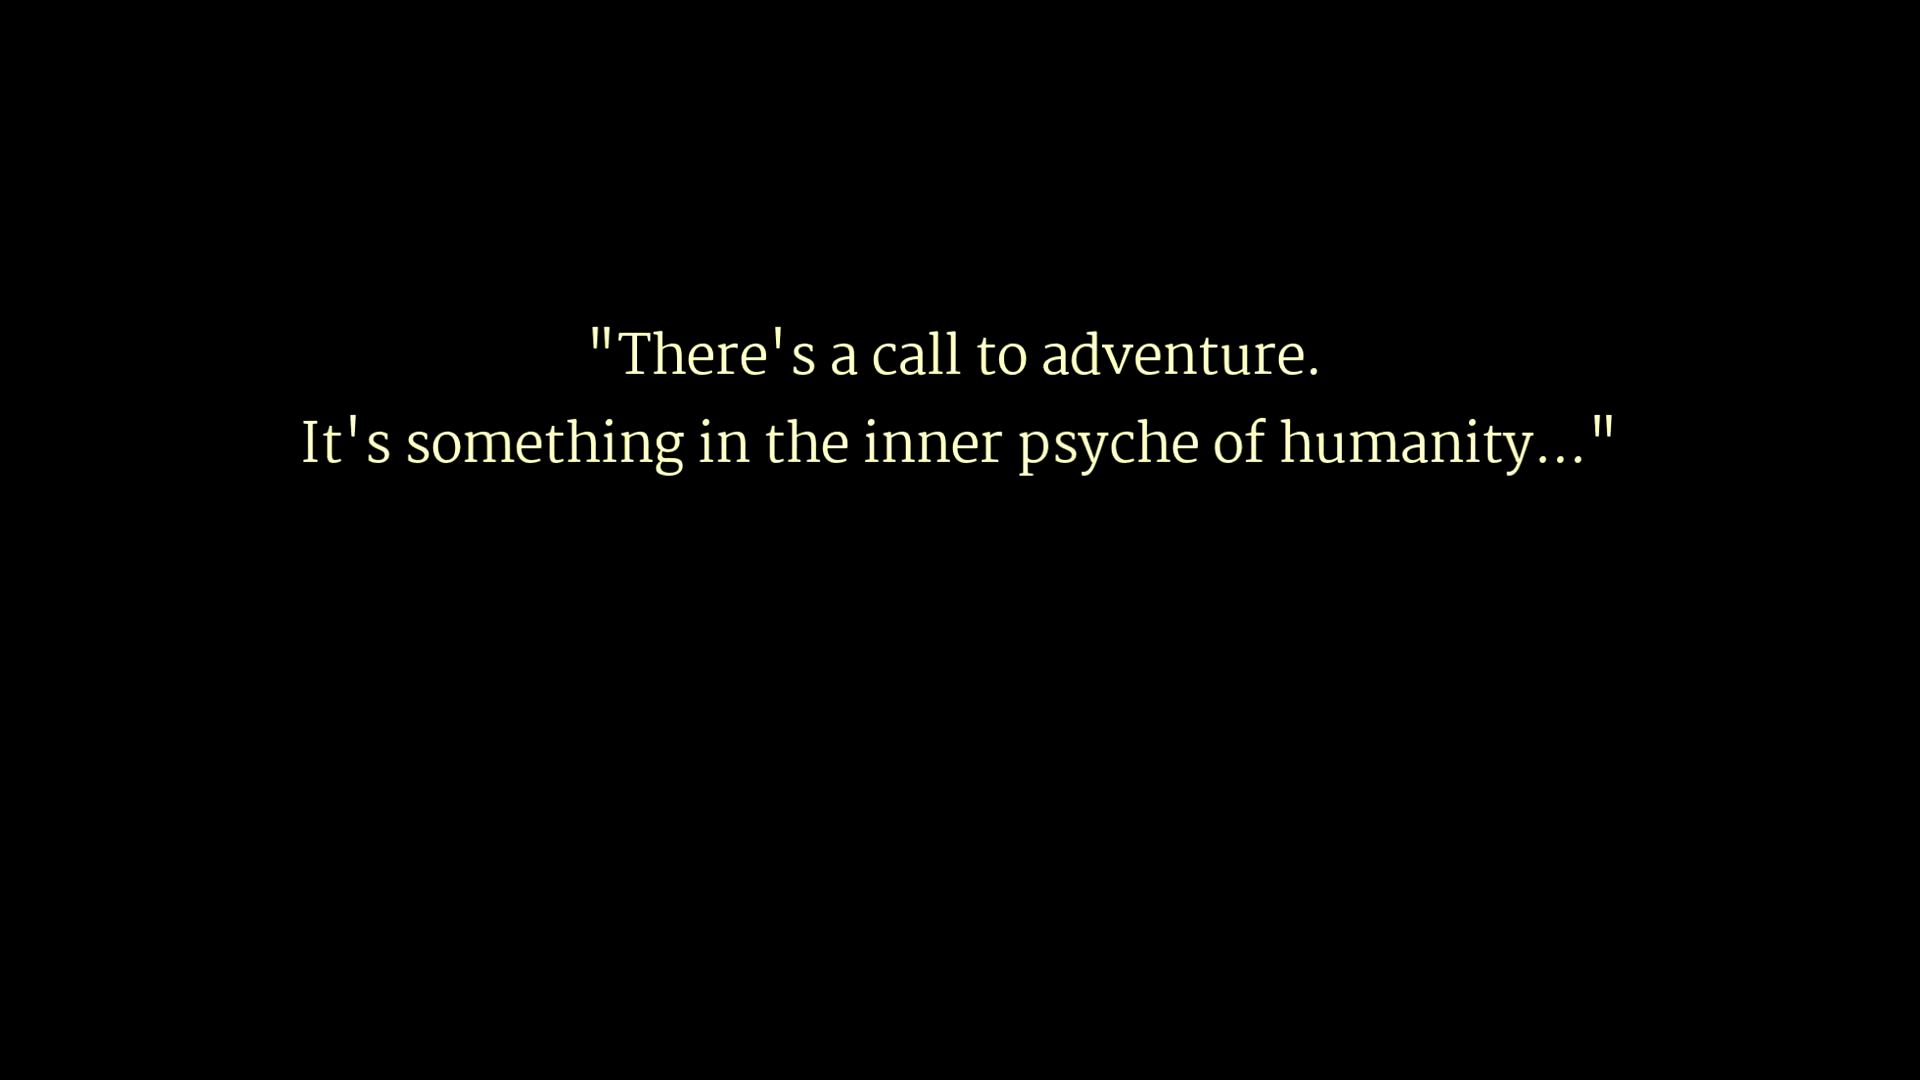 "There's a call to adventure.
It's something in the inner psyche of humanity..."